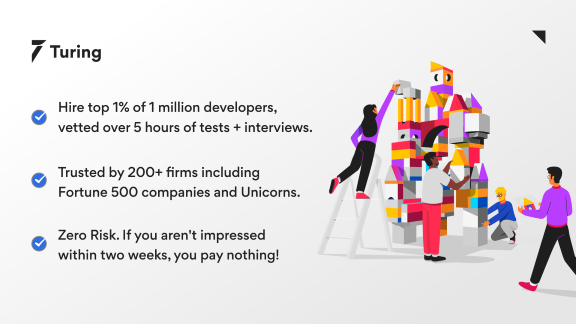 Turing
Hire top 1% of 1 million developers,
vetted over 5 hours of tests + interviews.
Trusted by 200+ firms including
Fortune 500 companies and Unicorns.
Zero Risk. If you aren't impressed
within two weeks, you pay nothing!